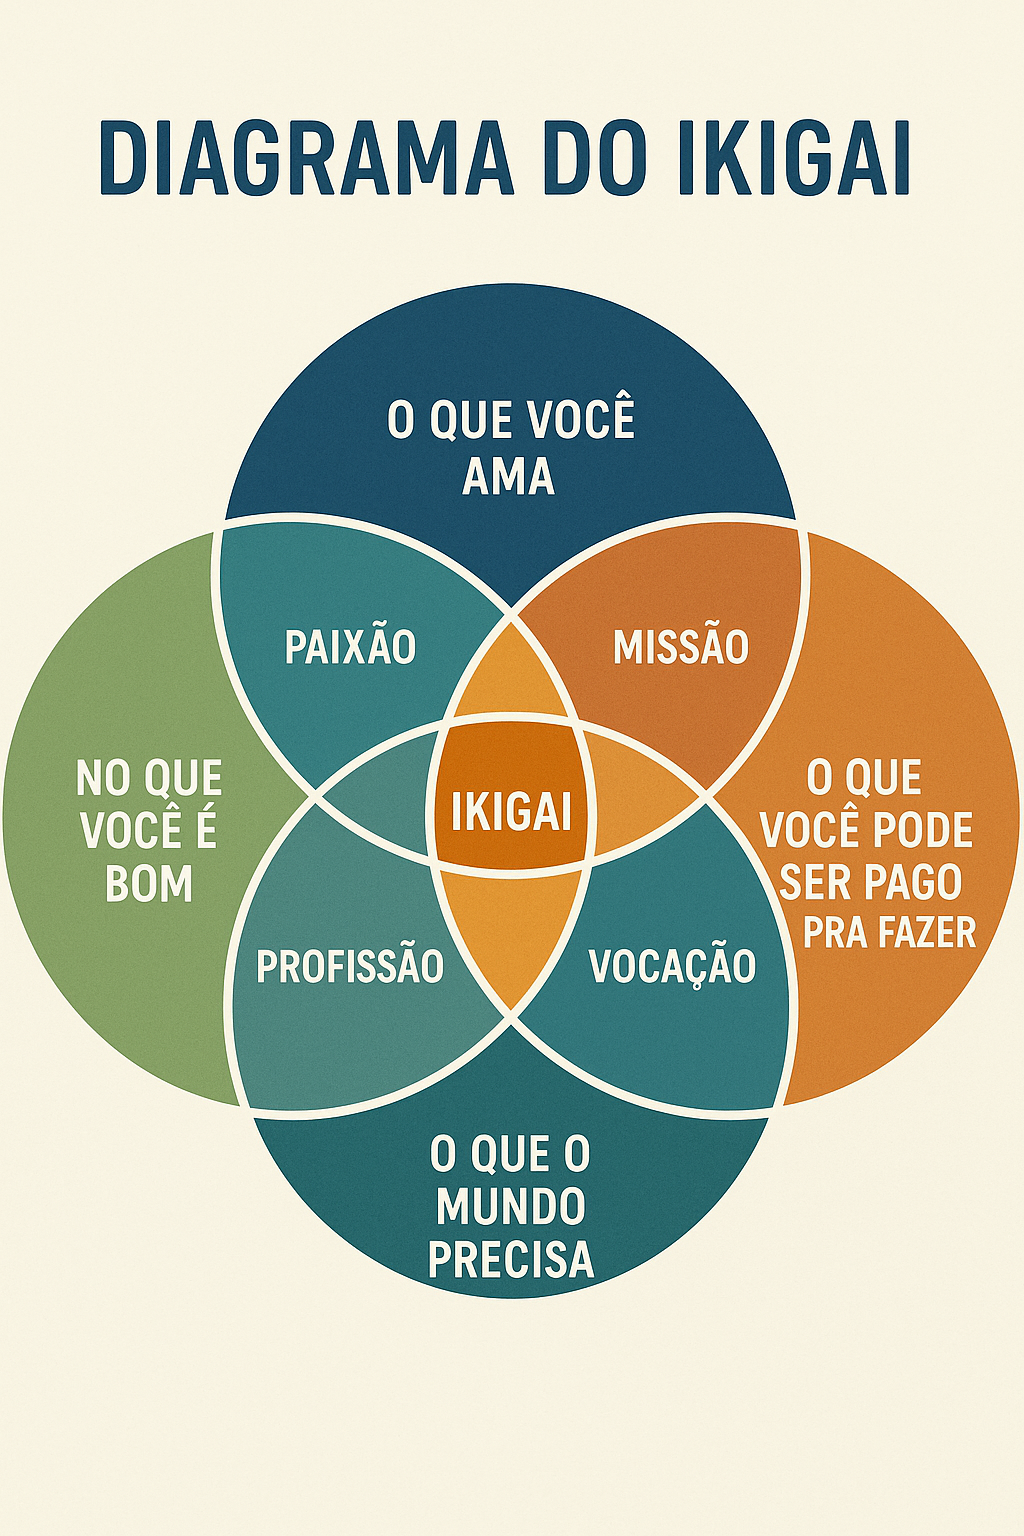 DIAGRAMA DO IKIGAI
O QUE VOCÊ
AMA
PAIXÃO
MISSÃO
NO QUE
VOCÊ É
BOM
IKIGAI
O QUE
VOCÊ PODE
SER PAGO
PRA FAZER
PROFISSÃO
VOCAÇÃO
O QUE O
MUNDO
PRECISA